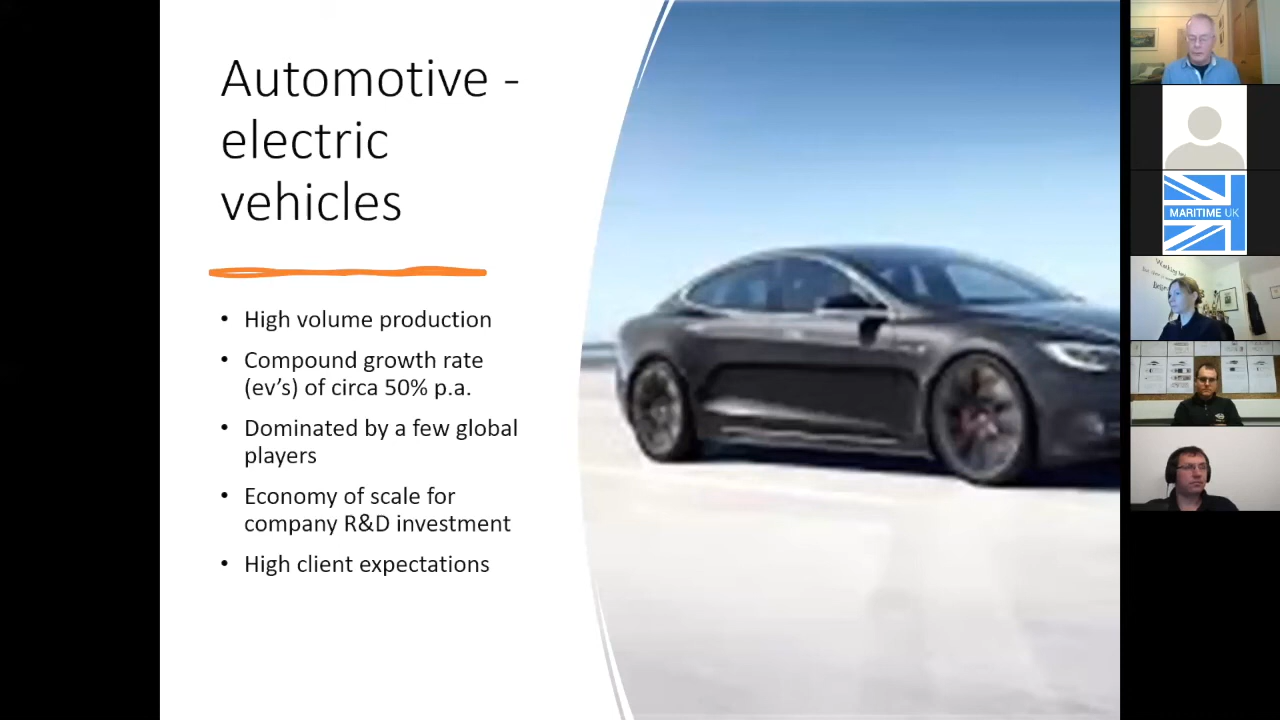 Automotive -
electric
vehicles
• High volume production
• Compound growth rate
(ev’s) of circa 50% p.a.
• Dominated by a few global
players
• Economy of scale for
company R&D investment
• High client expectations
MARITIME UK